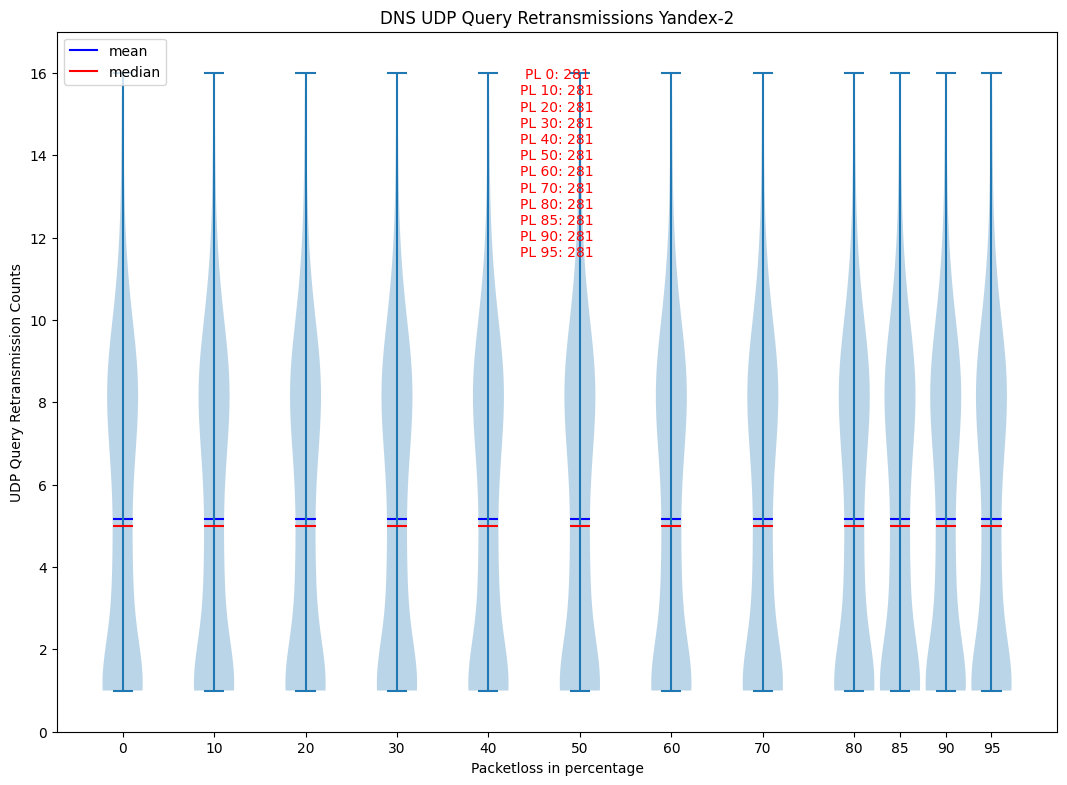 DNS UDP Query Retransmissions Yandex-2
mean
median
PL 0: 281
PL 10: 281
PL 20: 281
PL 30: 281
PL 40: 281
PL 50: 281
PL 60: 281
PL 70: 281
PL 80: 281
PL 85: 281
PL 90: 281
PL 95: 281
16
14
12
10
8
6
4
2
0
UDP Query Retransmission Counts
0 10 20 30 40 50 60 70 80 85 90 95
Packetloss in percentage